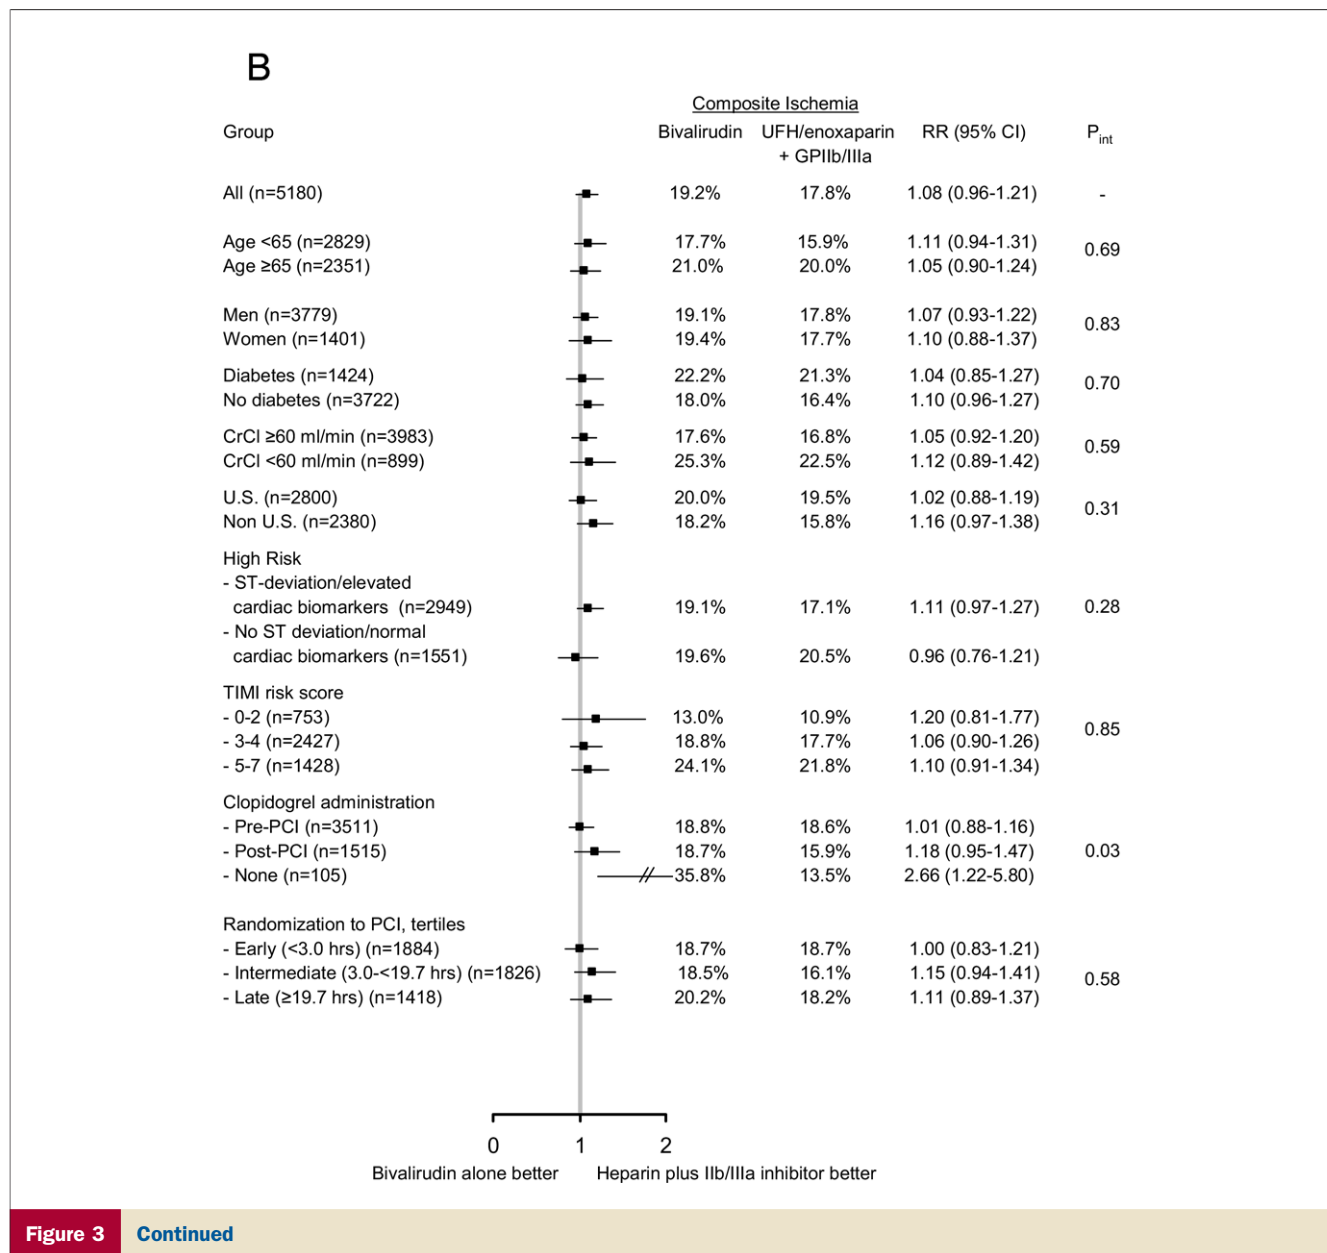 B
Composite Ischemia
Group Bivalirudin UFH/enoxaparin RR (95% CI) P int
+ GPIIb/IIIa
All (n=5180) 19.2% 17.8% 1.08 (0.96-1.21) -
Age <65 (n=2829) 17.7% 15.9% 1.11 (0.94-1.31)
0.69
Age ≥65 (n=2351) 21.0% 20.0% 1.05 (0.90-1.24)
Men (n=3779) 19.1% 17.8% 1.07 (0.93-1.22)
0.83
Women (n=1401) 19.4% 17.7% 1.10 (0.88-1.37)
Diabetes (n=1424) 22.2% 21.3% 1.04 (0.85-1.27)
0.70
No diabetes (n=3722) 18.0% 16.4% 1.10 (0.96-1.27)
CrCl ≥60 ml/min (n=3983) 17.6% 16.8% 1.05 (0.92-1.20)
0.59
CrCl <60 ml/min (n=899) 25.3% 22.5% 1.12 (0.89-1.42)
U.S. (n=2800) 20.0% 19.5% 1.02 (0.88-1.19)
0.31
Non U.S. (n=2380) 18.2% 15.8% 1.16 (0.97-1.38)
High Risk
- ST-deviation/elevated
cardiac biomarkers (n=2949) 19.1% 17.1% 1.11 (0.97-1.27) 0.28
- No ST deviation/normal
cardiac biomarkers (n=1551) 19.6% 20.5% 0.96 (0.76-1.21)
TIMI risk score
- 0-2 (n=753) 13.0% 10.9% 1.20 (0.81-1.77)
0.85
- 3-4 (n=2427) 18.8% 17.7% 1.06 (0.90-1.26)
- 5-7 (n=1428) 24.1% 21.8% 1.10 (0.91-1.34)
Clopidogrel administration
- Pre-PCI (n=3511) 18.8% 18.6% 1.01 (0.88-1.16)
- Post-PCI (n=1515) 18.7% 15.9% 1.18 (0.95-1.47) 0.03
- None (n=105) 35.8% 13.5% 2.66 (1.22-5.80)
Randomization to PCI, tertiles
- Early (<3.0 hrs) (n=1884) 18.7% 18.7% 1.00 (0.83-1.21)
- Intermediate (3.0-<19.7 hrs) (n=1826) 18.5% 16.1% 1.15 (0.94-1.41)
0.58
- Late (≥19.7 hrs) (n=1418) 20.2% 18.2% 1.11 (0.89-1.37)
0 1 2
Bivalirudin alone better Heparin plus IIb/IIIa inhibitor better
Figure 3 Continued